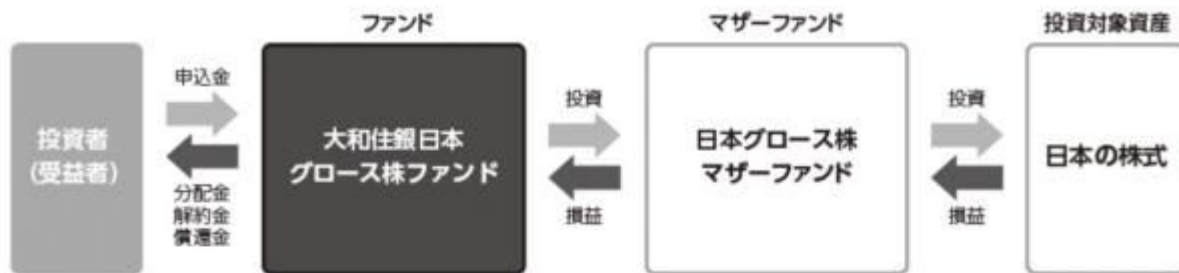 ファンド
マザーファンド
投資対象資産
投資者
(受益者)
申込金
分配金
解約金
償還金
大和住銀日本
グロース株ファンド
投資
損益
日本グロース株
マザーファンド
投資
損益
日本の株式